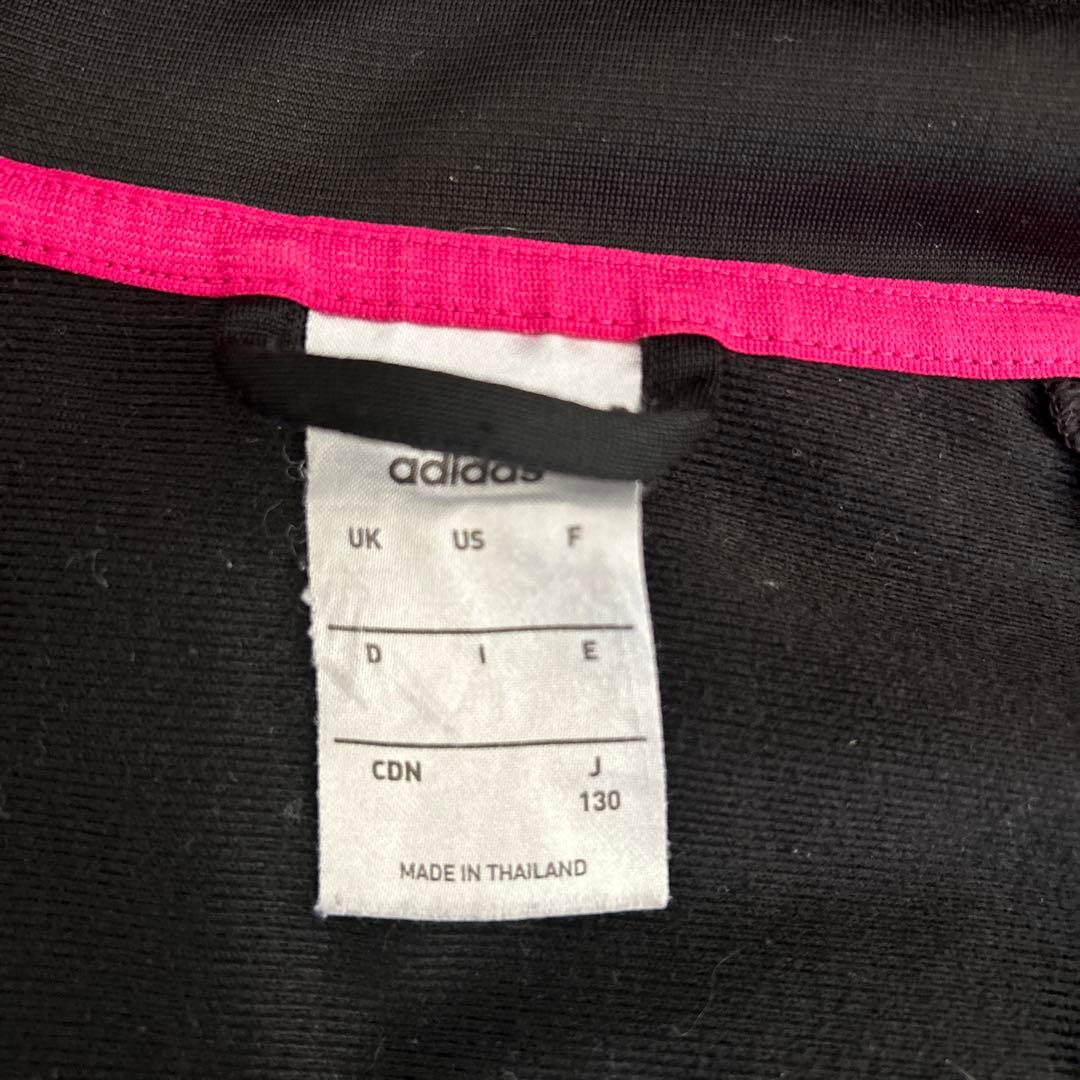 adidas
UK US F
D I E
CDN J
130
MADE IN THAILAND